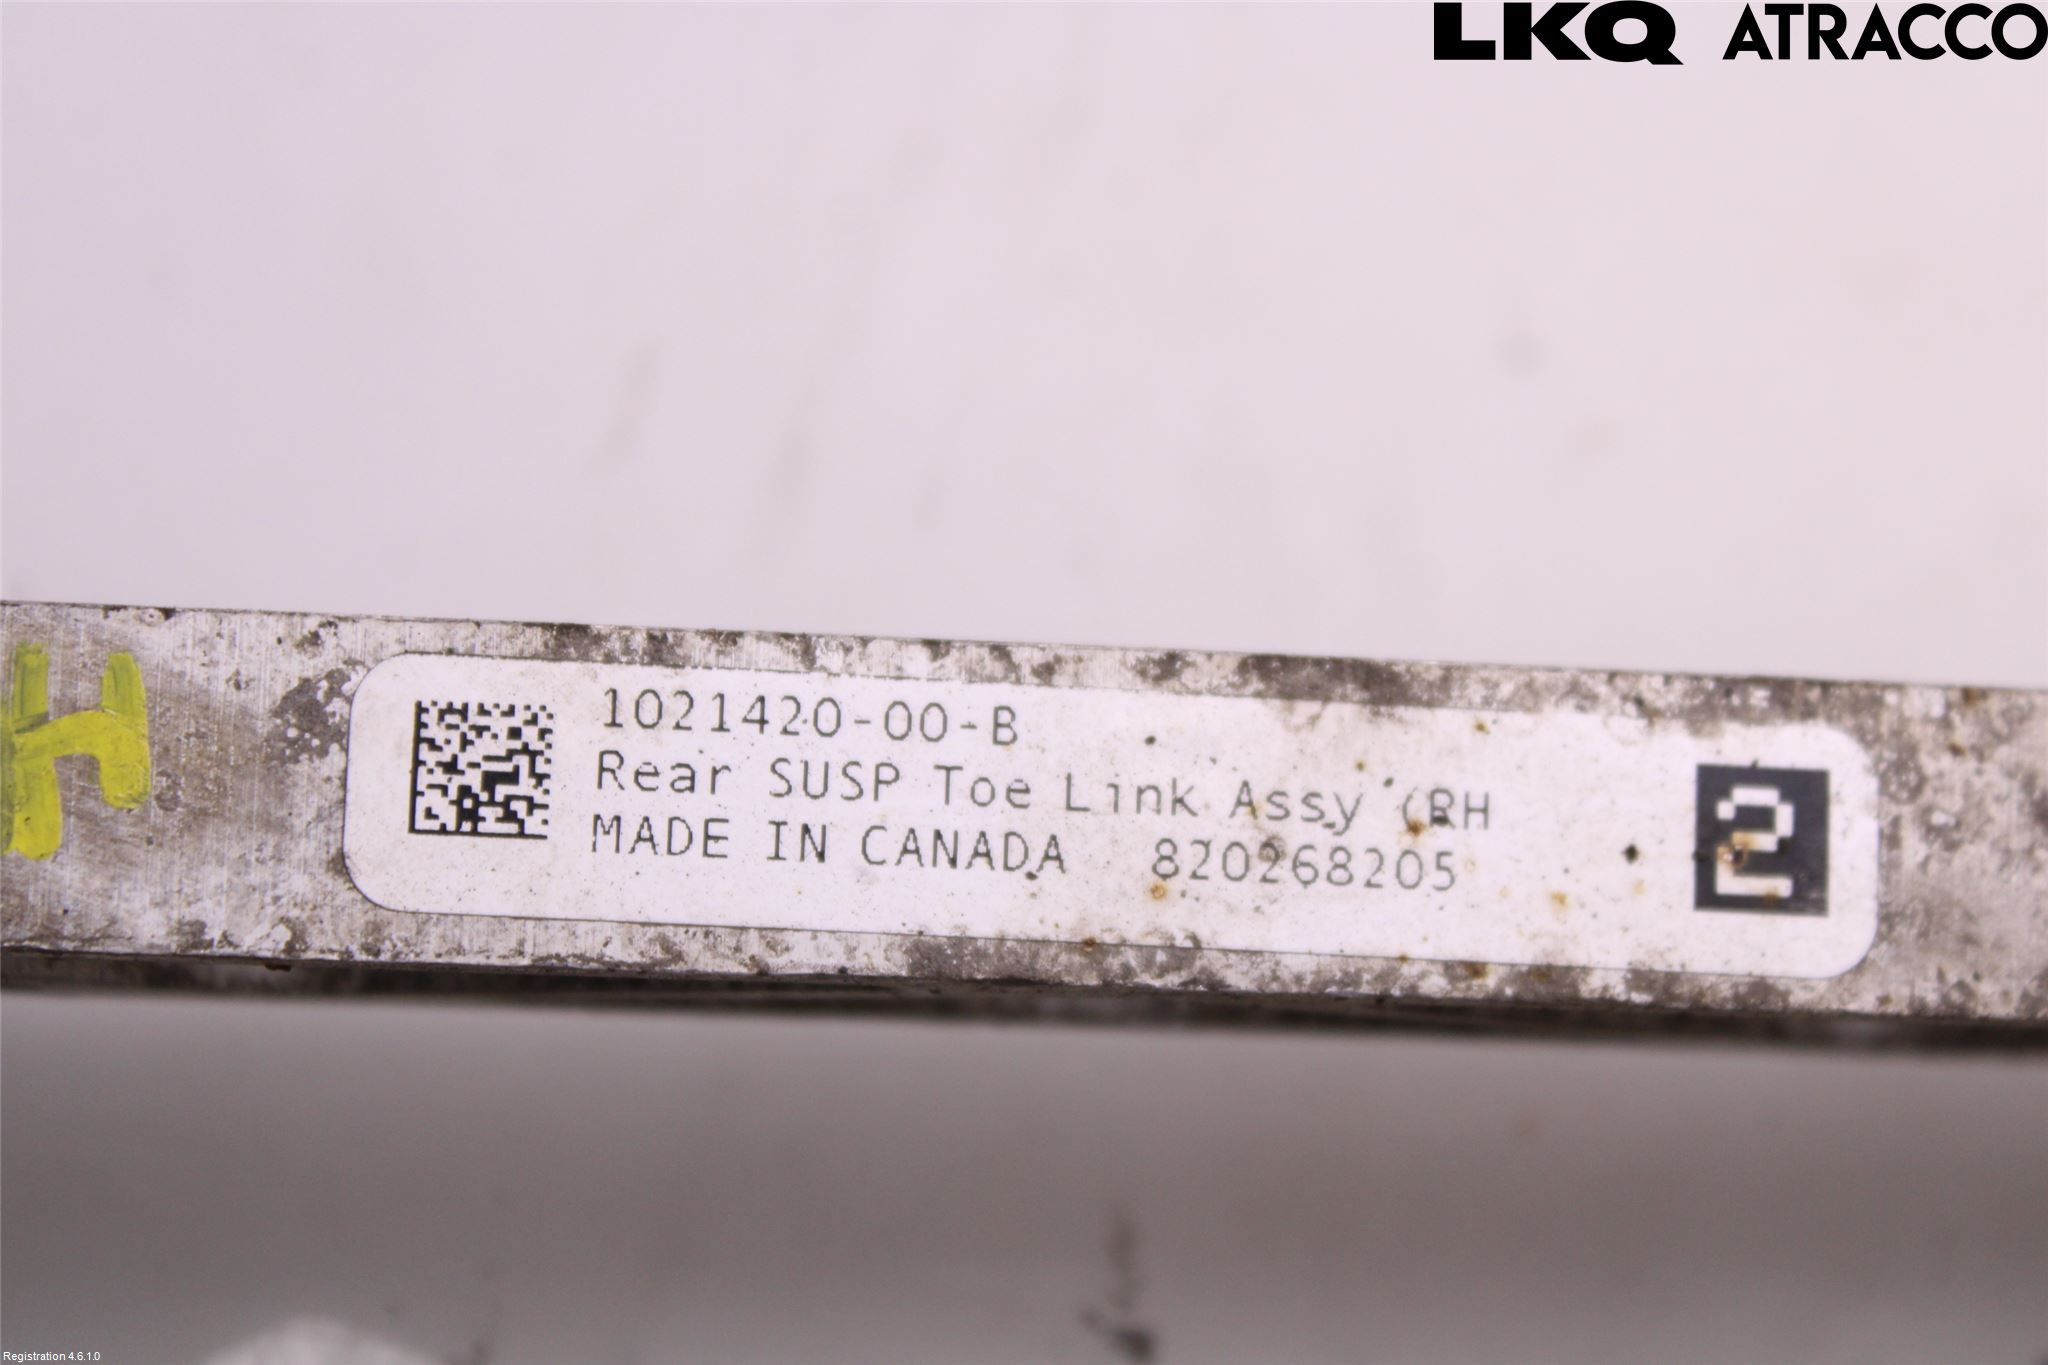 LKQ ATRACCO
H
1021420-00-B
Rear SUSP Toe Link Assy (RH
MADE IN CANADA 820268205
2
Registration 4.6.1.0